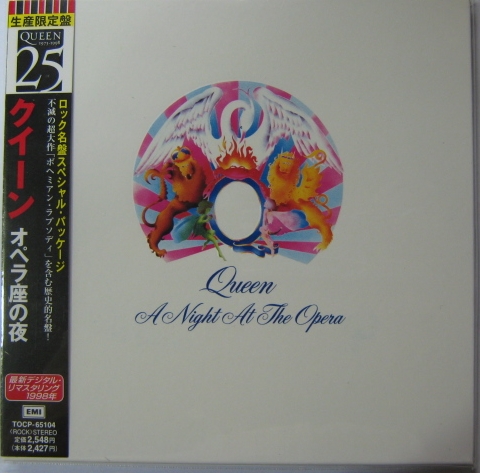 生産限定盤
QUEEN
1973-1998
25
ロック名盤スペシャル・パッケージ
不滅の超大作「ボヘミアン・ラプソディ」を含む歴史的名盤!
クイーン
オペラ座の夜
最新デジタル・
リマスタリング
1998年
EMI
TOCP-65104
(ROCK)STEREO
定価2,548円
(本体2,427円)
Queen
A Night At The Opera